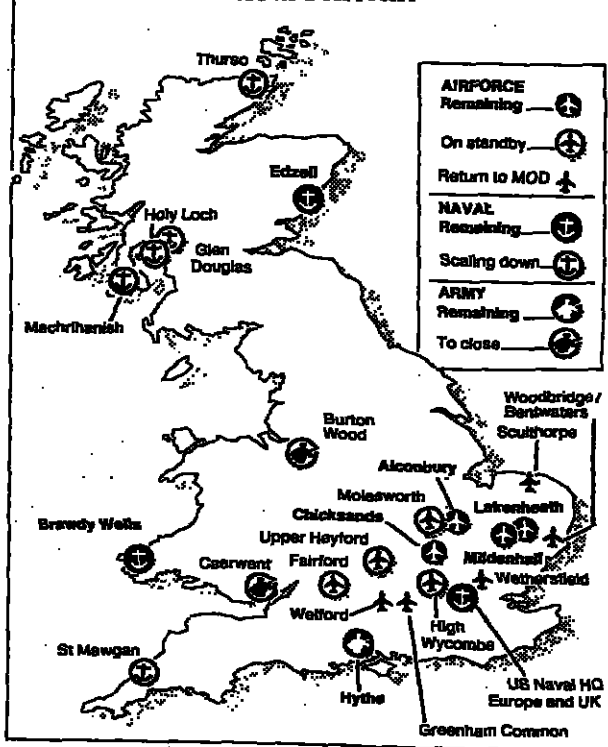 Thurso
AIRFORCE
Remaining
On standby
Return to MOD
NAVAL
Remaining
Scaling down
ARMY
Remaining
To close
Edzell
Holy Loch
Glen
Douglas
Machrihanish
Woodbridge/
Bentwaters
Sculthorpe
Burton
Wood
Alconbury
Molesworth
Lakenheath
Chicksands
Brawdy Wells
Upper Heyford
Mildenhall
Caerwent
Fairford
Wethersfield
Welford
High
Wycombe
St Mawgan
Hythe
US Naval HQ
Europe and UK
Greenham Common